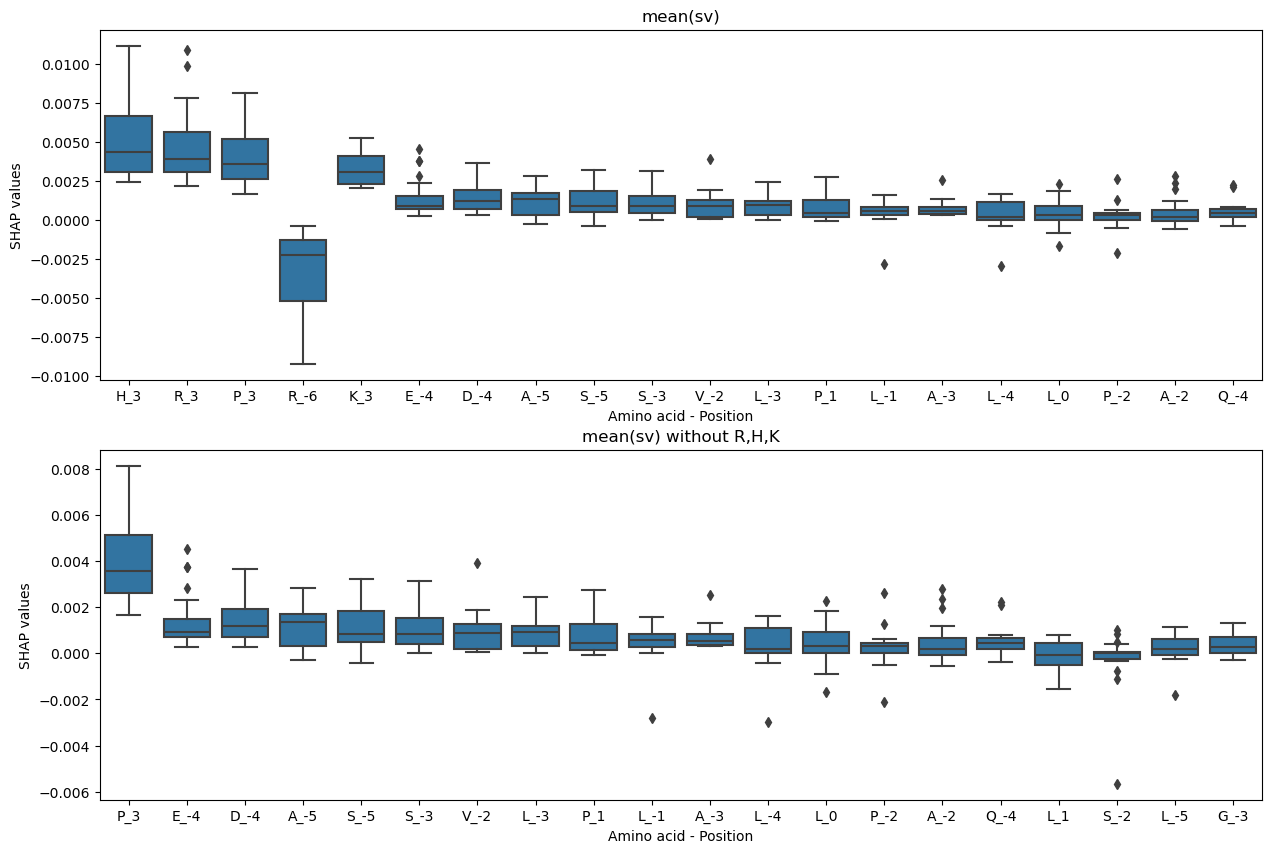 mean(sv)
SHAP values
0.0100
0.0075
0.0050
0.0025
0.0000
−0.0025
−0.0050
−0.0075
−0.0100
H_3 R_3 P_3 R_-6 K_3 E_-4 D_-4 A_-5 S_-5 S_-3 V_-2 L_-3 P_1 L_-1 A_-3 L_-4 L_0 P_-2 A_-2 Q_-4
Amino acid - Position
mean(sv) without R,H,K
SHAP values
0.008
0.006
0.004
0.002
0.000
−0.002
−0.004
−0.006
P_3 E_-4 D_-4 A_-5 S_-5 S_-3 V_-2 L_-3 P_1 L_-1 A_-3 L_-4 L_0 P_-2 A_-2 Q_-4 L_1 S_-2 L_-5 G_-3
Amino acid - Position